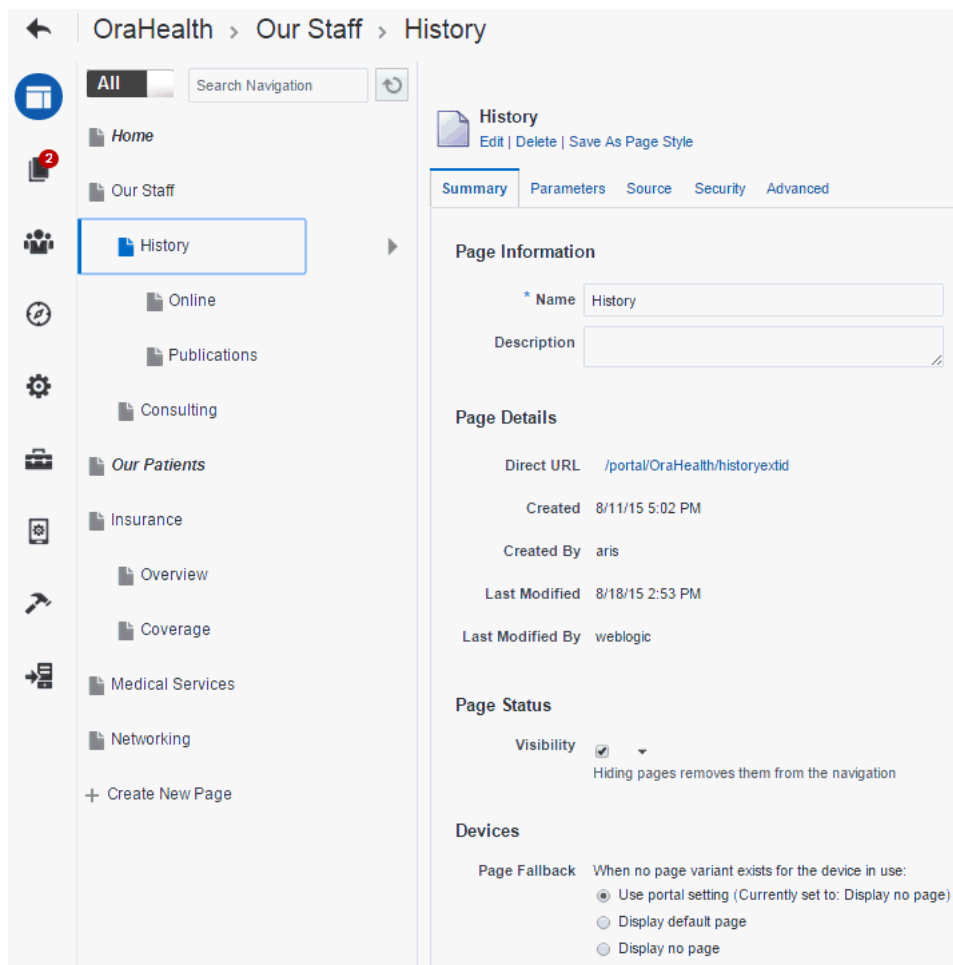 OraHealth > Our Staff > History
All Search Navigation
2
Home
Our Staff
History
Online
Publications
Consulting
Our Patients
Insurance
Overview
Coverage
Medical Services
Networking
+ Create New Page
History
Edit | Delete | Save As Page Style
Summary Parameters Source Security Advanced
Page Information
* Name History
Description
Page Details
Direct URL /portal/OraHealth/historyextid
Created 8/11/15 5:02 PM
Created By aris
Last Modified 8/18/15 2:53 PM
Last Modified By weblogic
Page Status
Visibility
Hiding pages removes them from the navigation
Devices
Page Fallback When no page variant exists for the device in use:
Use portal setting (Currently set to: Display no page)
Display default page
Display no page